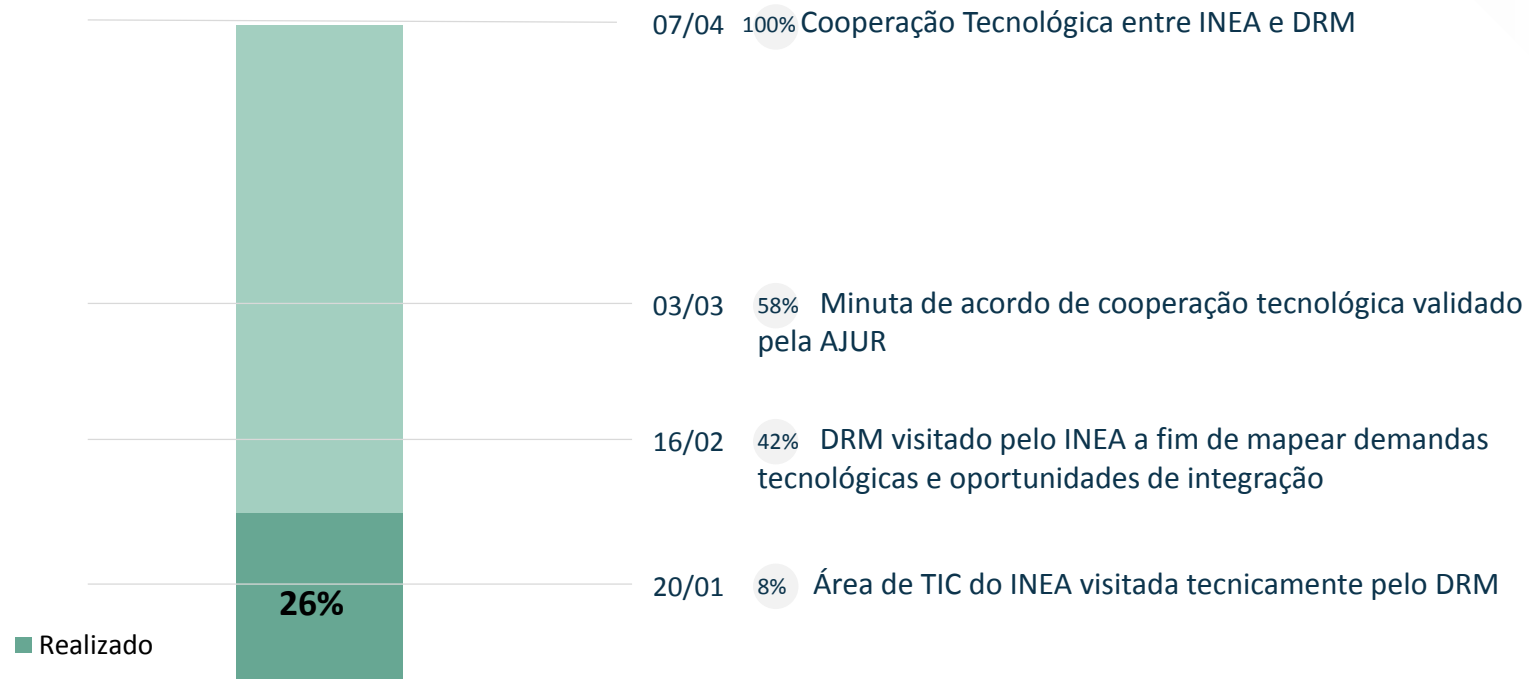 07/04 100% Cooperação Tecnológica entre INEA e DRM
03/03 58% Minuta de acordo de cooperação tecnológica validado
pela AJUR
16/02 42% DRM visitado pelo INEA a fim de mapear demandas
tecnológicas e oportunidades de integração
20/01 8% Área de TIC do INEA visitada tecnicamente pelo DRM
26%
Realizado